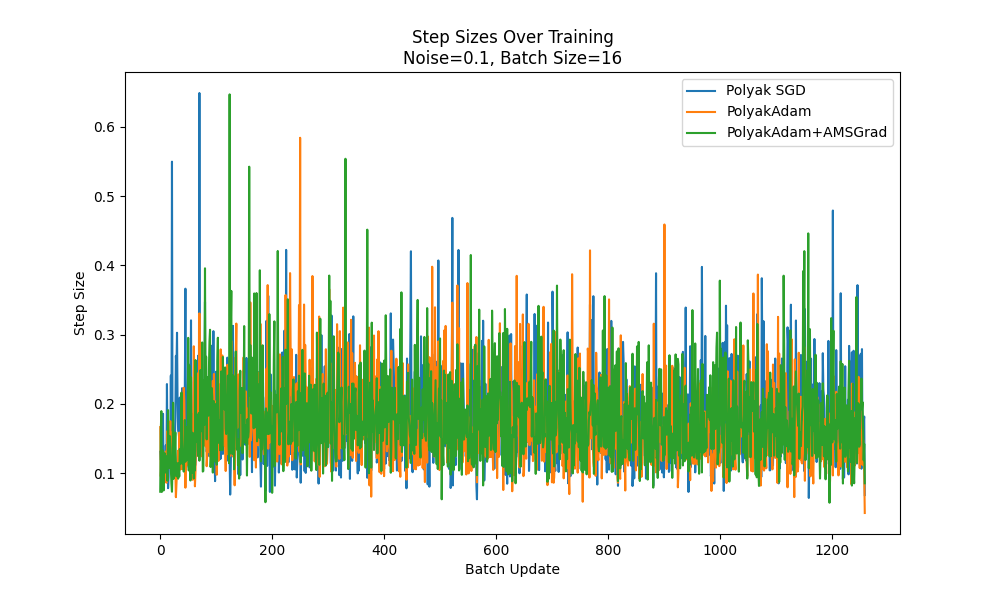 Step Sizes Over Training
Noise=0.1, Batch Size=16
Polyak SGD
PolyakAdam
PolyakAdam+AMSGrad
Step Size
0.6
0.5
0.4
0.3
0.2
0.1
0 200 400 600 800 1000 1200
Batch Update